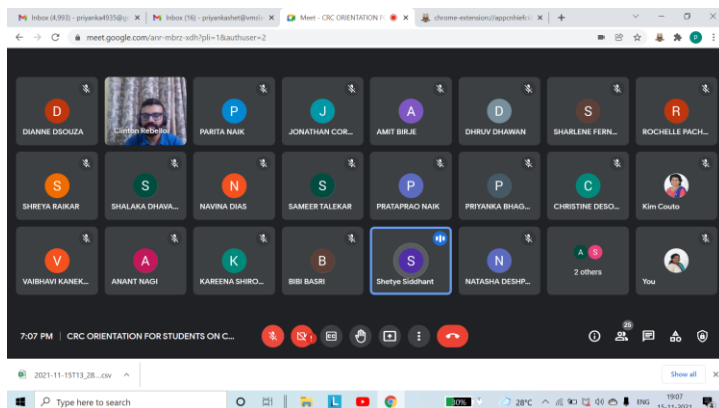 Inbox (4,993) - priyanka4935@g
Inbox (16) - priyankashet@vms
Meet - CRC ORIENTATION F
chrome-extension://appcnhiefc
meet.google.com/anr-mbrz-xdh?pli=1&authuser=2
P
D
DIANNE DSOUZA
Clinton Rebello
P
PARITA NAIK
J
JONATHAN COR...
A
AMIT BIRJE
D
DHRUV DHAWAN
S
SHARLENE FERN...
R
ROCHELLE PACH...
S
SHREYA RAIKAR
S
SHALAKA DHAVA...
N
NAVINA DIAS
S
SAMEER TALEKAR
P
PRATAPRAO NAIK
P
PRIYANKA BHAG...
C
CHRISTINE DESO...
Kim Couto
V
VAIBHAVI KANEK...
A
ANANT NAGI
K
KAREENA SHIRO...
B
BIBI BASRI
S
Shetye Siddhant
N
NATASHA DESHP...
A S
2 others
You
7:07 PM | CRC ORIENTATION FOR STUDENTS ON C...
CC
25
2021-11-15T13_28....csv
Show all
Type here to search
L
30%
28°C
ENG
19:07
15-11-2021